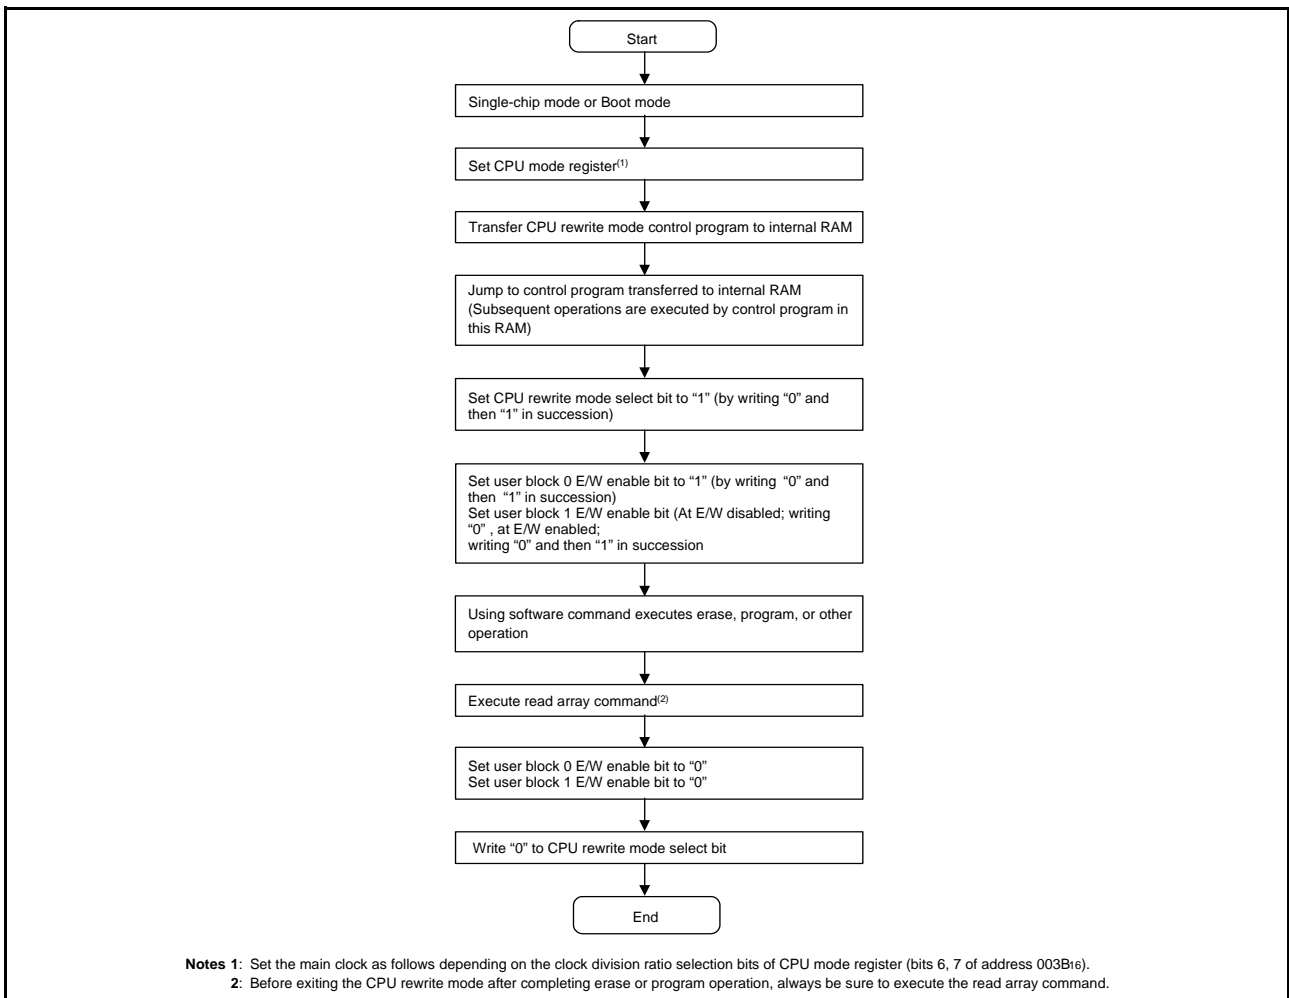 Start
Single-chip mode or Boot mode
Set CPU mode register(1)
Transfer CPU rewrite mode control program to internal RAM
Jump to control program transferred to internal RAM
(Subsequent operations are executed by control program in
this RAM)
Set CPU rewrite mode select bit to “1” (by writing “0” and
then “1” in succession)
Set user block 0 E/W enable bit to “1” (by writing “0” and
then “1” in succession)
Set user block 1 E/W enable bit (At E/W disabled; writing
“0” , at E/W enabled;
writing “0” and then “1” in succession
Using software command executes erase, program, or other
operation
Execute read array command(2)
Set user block 0 E/W enable bit to “0”
Set user block 1 E/W enable bit to “0”
Write “0” to CPU rewrite mode select bit
End
Notes 1: Set the main clock as follows depending on the clock division ratio selection bits of CPU mode register (bits 6, 7 of address 003B16).
2: Before exiting the CPU rewrite mode after completing erase or program operation, always be sure to execute the read array command.